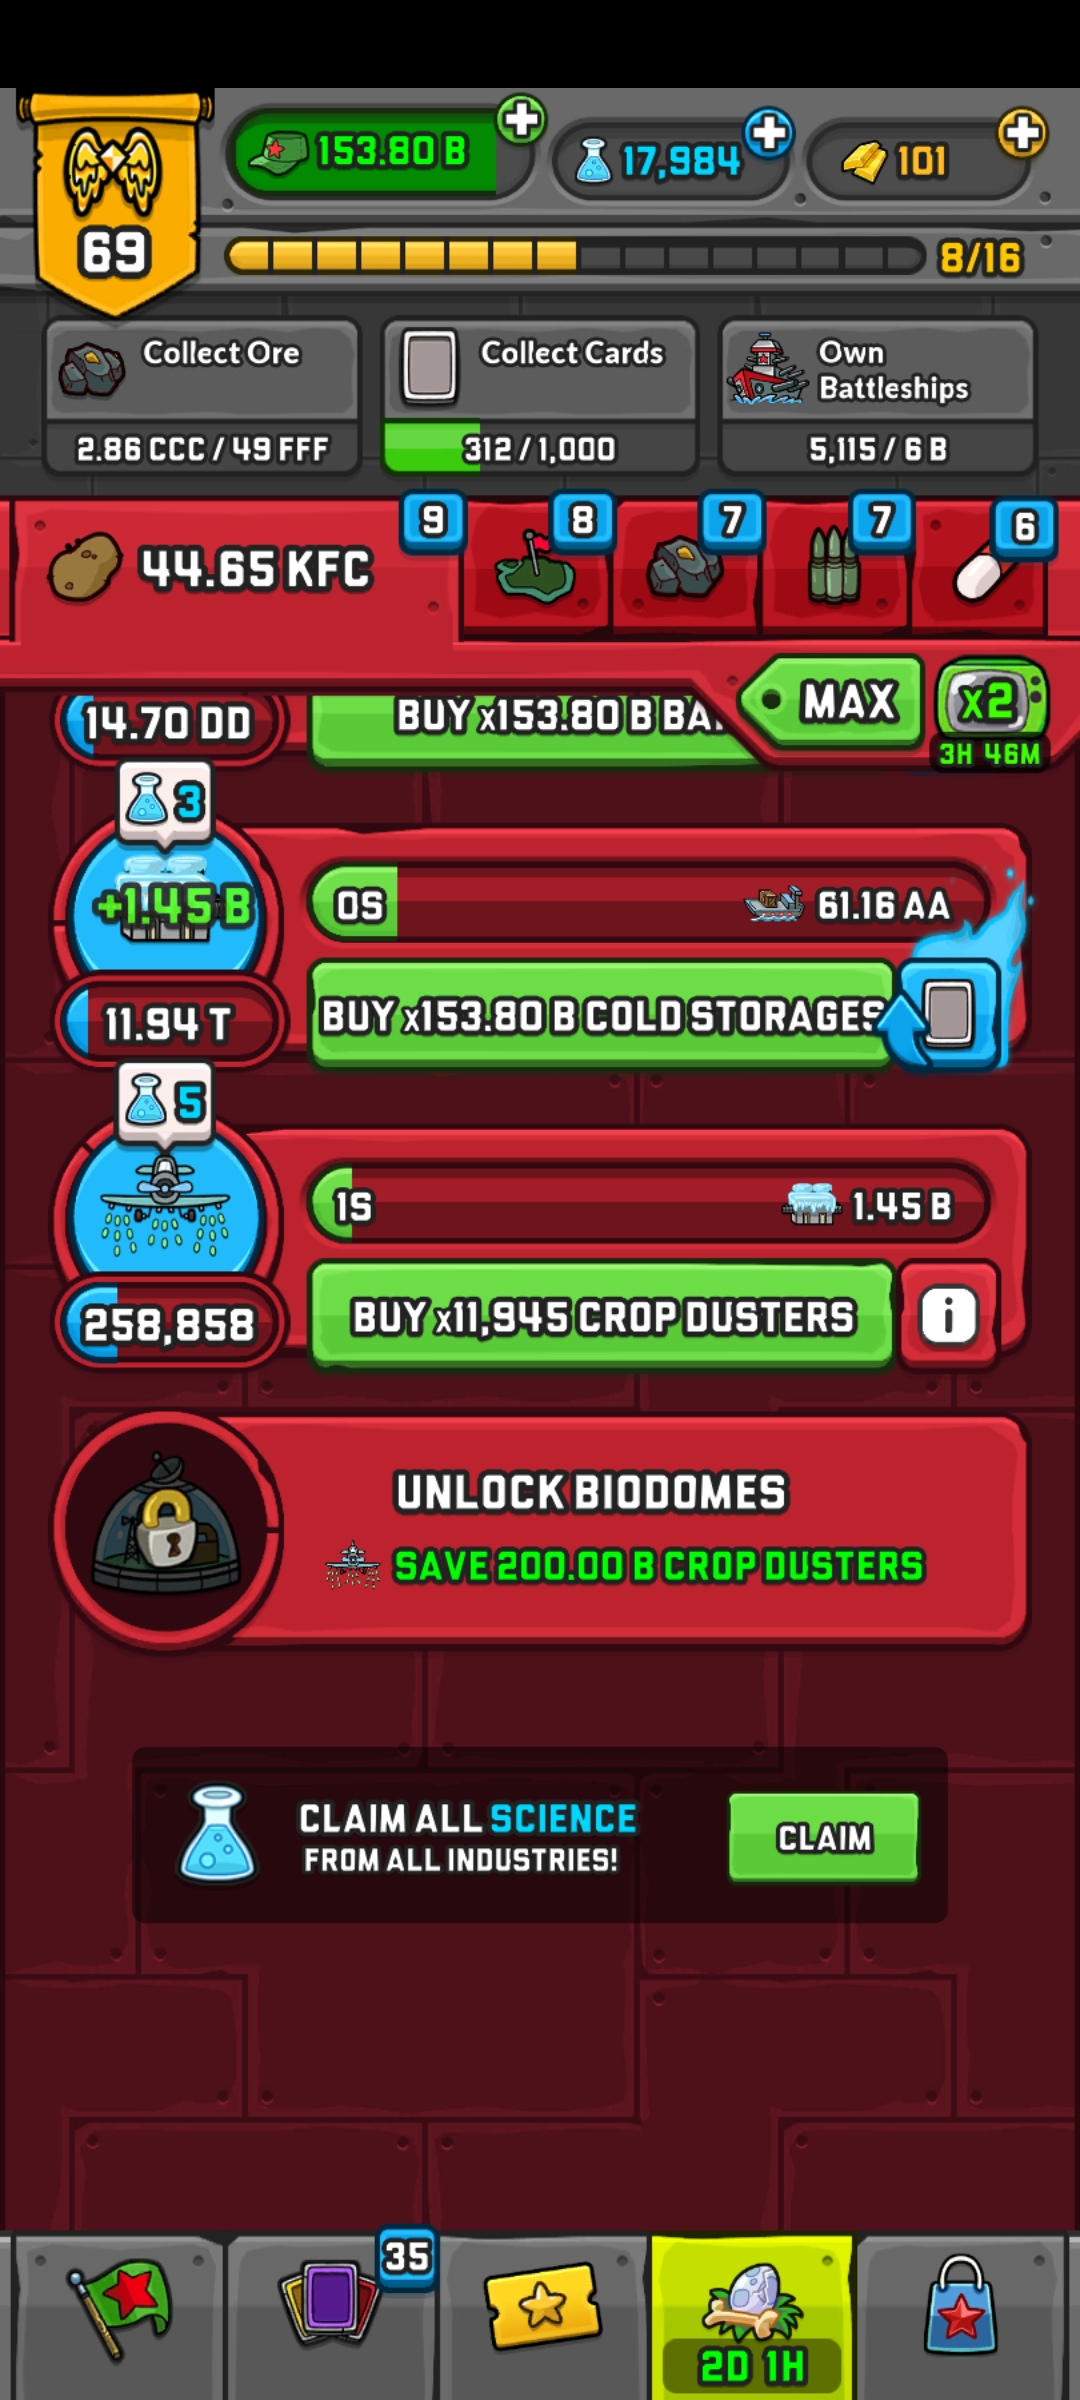 153.80 B
17,984
101
69
8/16
Collect Ore
2.86 CCC / 49 FFF
Collect Cards
312 / 1,000
Own
Battleships
5,115 / 6 B
44.65 KFC
9
8
7
7
6
MAX
x2
3H 46M
14.70 DD
BUY x153.80 B
3
+1.45 B
0S
61.16 AA
11.94 T
BUY x153.80 B COLD STORAGES
5
1S
1.45 B
258,858
BUY x11,945 CROP DUSTERS
i
UNLOCK BIODOMES
SAVE 200.00 B CROP DUSTERS
CLAIM ALL SCIENCE
FROM ALL INDUSTRIES!
CLAIM
35
2D 1H